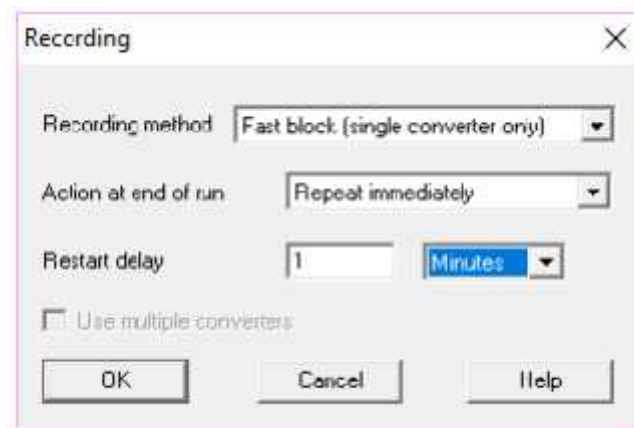 Recording
Recording method Fast block (single converter only)
Action at end of run Repeat immediately
Restart delay 1 Minutes
Use multiple converters
OK Cancel Help